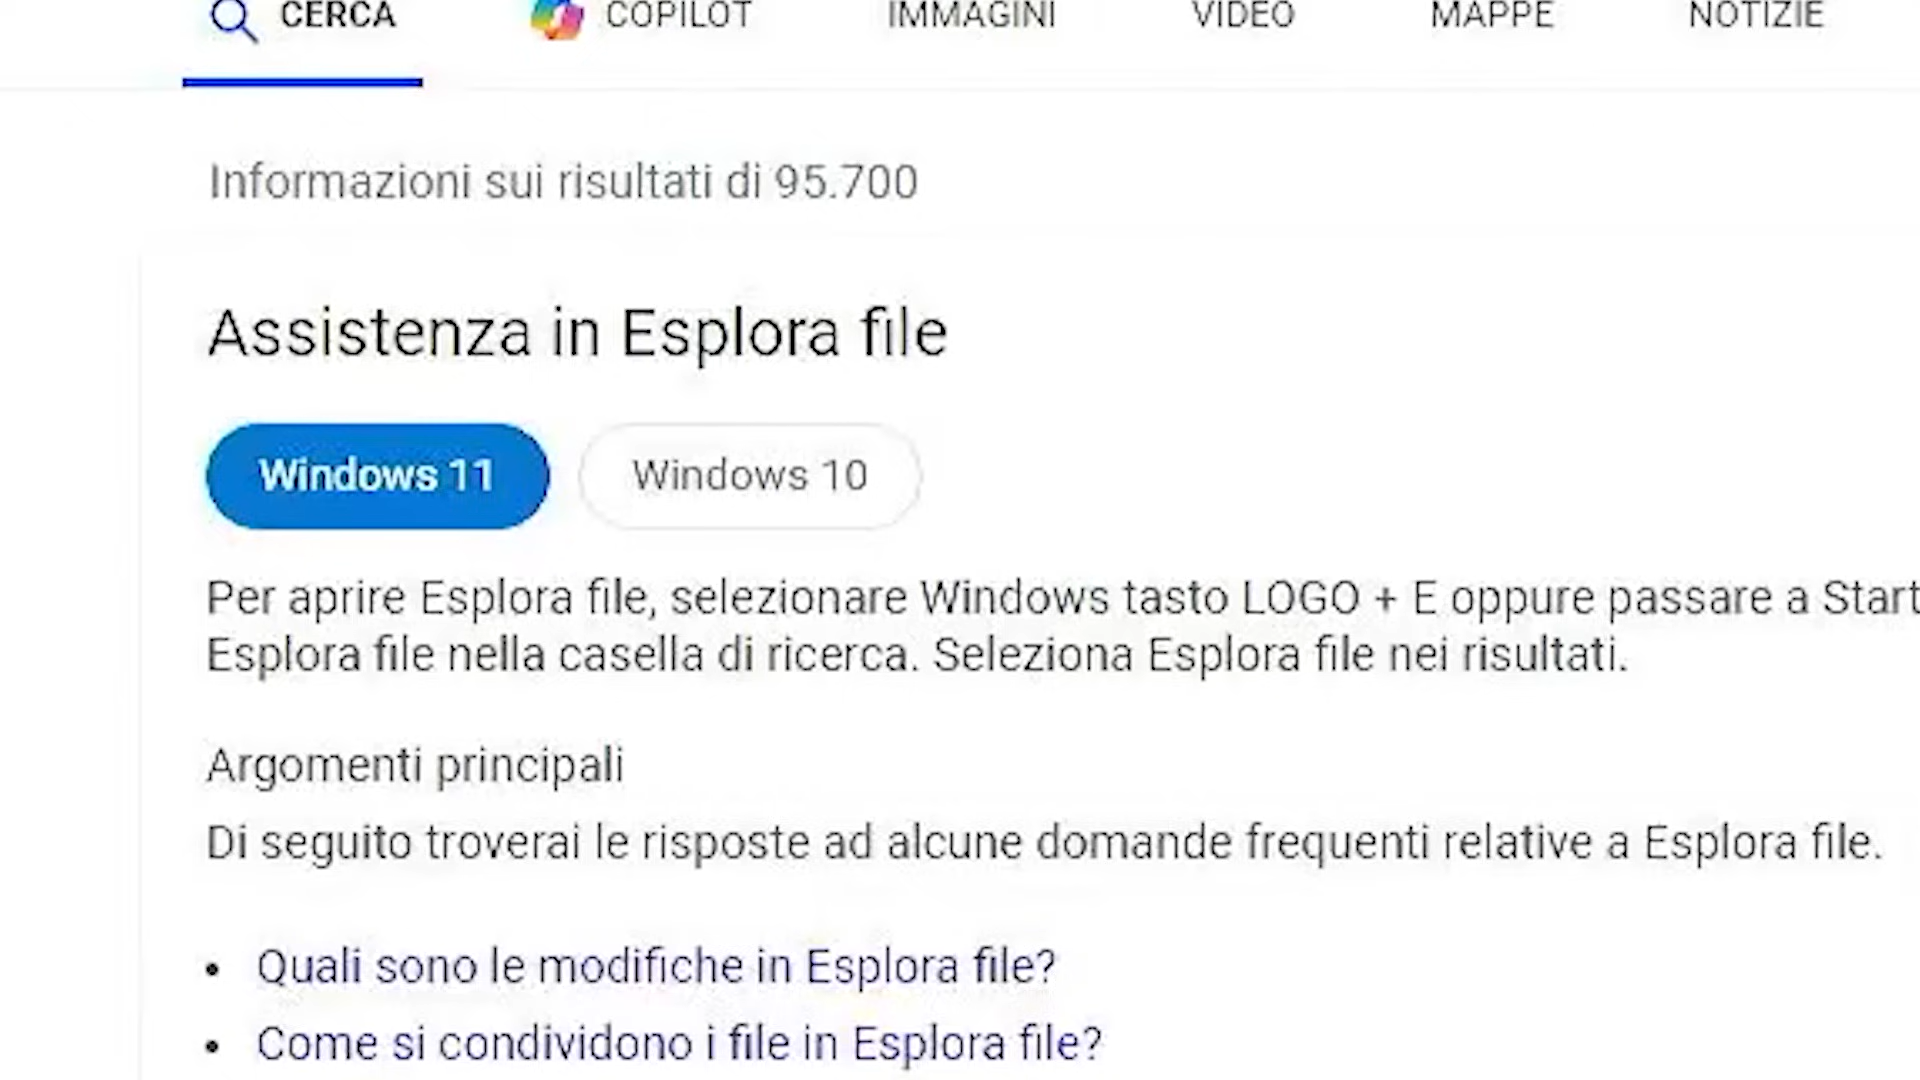 CERCA COPILOT IMMAGINI VIDEO MAPPE NOTIZIE
Informazioni sui risultati di 95.700
Assistenza in Esplora file
Windows 11 Windows 10
Per aprire Esplora file, selezionare Windows tasto LOGO + E oppure passare a Start
Esplora file nella casella di ricerca. Seleziona Esplora file nei risultati.
Argomenti principali
Di seguito troverai le risposte ad alcune domande frequenti relative a Esplora file.
• Quali sono le modifiche in Esplora file?
• Come si condividono i file in Esplora file?